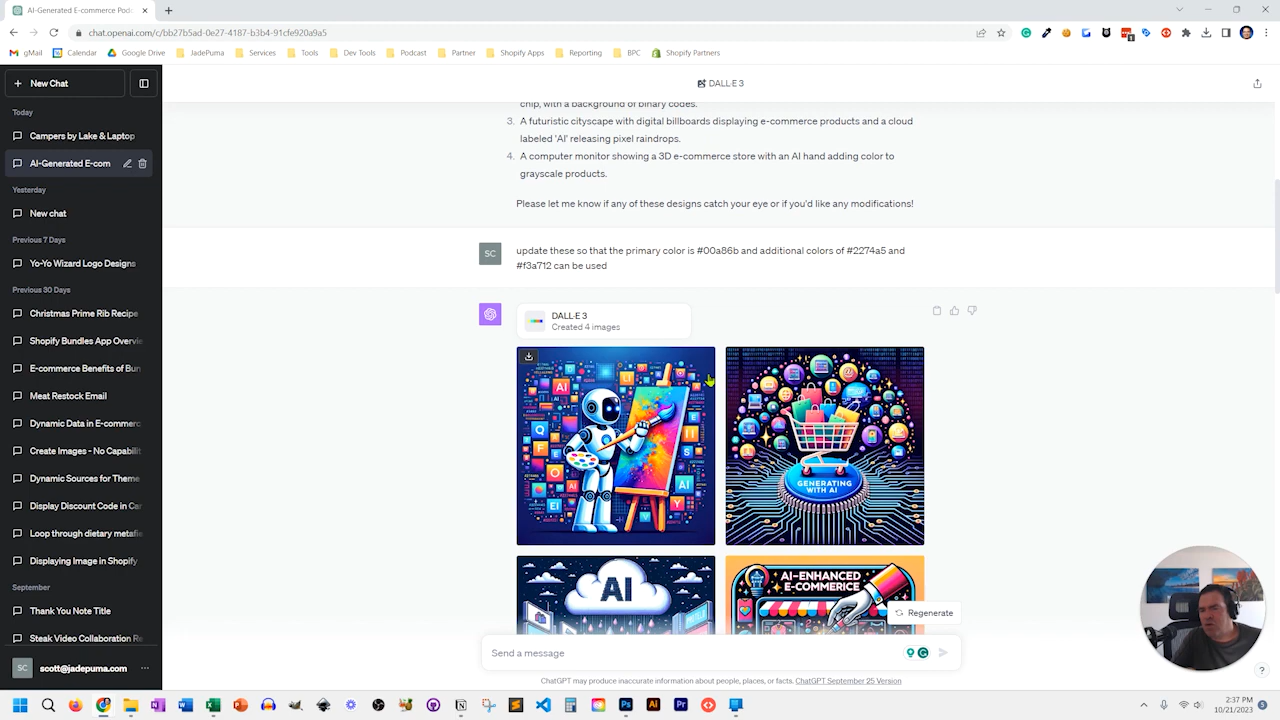 AI-Generated E-commerce Pod
chat.openai.com/c/bb27b5ad-0e27-4187-b3b4-91cfe920a9a5
gMail
Calendar
Google Drive
JadePuma
Services
Tools
Dev Tools
Podcast
Partner
Shopify Apps
Reporting
BPC
Shopify Partners
New Chat
DALL·E 3
Today
Campers by Lake & Laptop
AI-Generated E-com
Yesterday
New chat
Previous 7 Days
Yo-Yo Wizard Logo Designs
Previous 30 Days
Christmas Prime Rib Recipe
Shopify Bundles App Overvie
E-commerce Benefits of Bun
Meat Restock Email
Dynamic Data in E-commerc
Create Images - No Capabilit
Dynamic Sources for Theme
Display Discount Code in Car
Loop through dietary metafie
Displaying Image in Shopify
September
Thank You Note Title
Steak Video Collaboration Re
SC
scott@jadepuma.com
chip, with a background of binary codes.
3. A futuristic cityscape with digital billboards displaying e-commerce products and a cloud
labeled 'AI' releasing pixel raindrops.
4. A computer monitor showing a 3D e-commerce store with an AI hand adding color to
grayscale products.
Please let me know if any of these designs catch your eye or if you'd like any modifications!
SC
update these so that the primary color is #00a86b and additional colors of #2274a5 and
#f3a712 can be used
DALL·E 3
Created 4 images
AI
AI
GENERATING
WITH AI
AI
AI-ENHANCED
E-COMMERICE
Regenerate
Send a message
ChatGPT may produce inaccurate information about people, places, or facts. ChatGPT September 25 Version
?
2:37 PM
10/21/2023